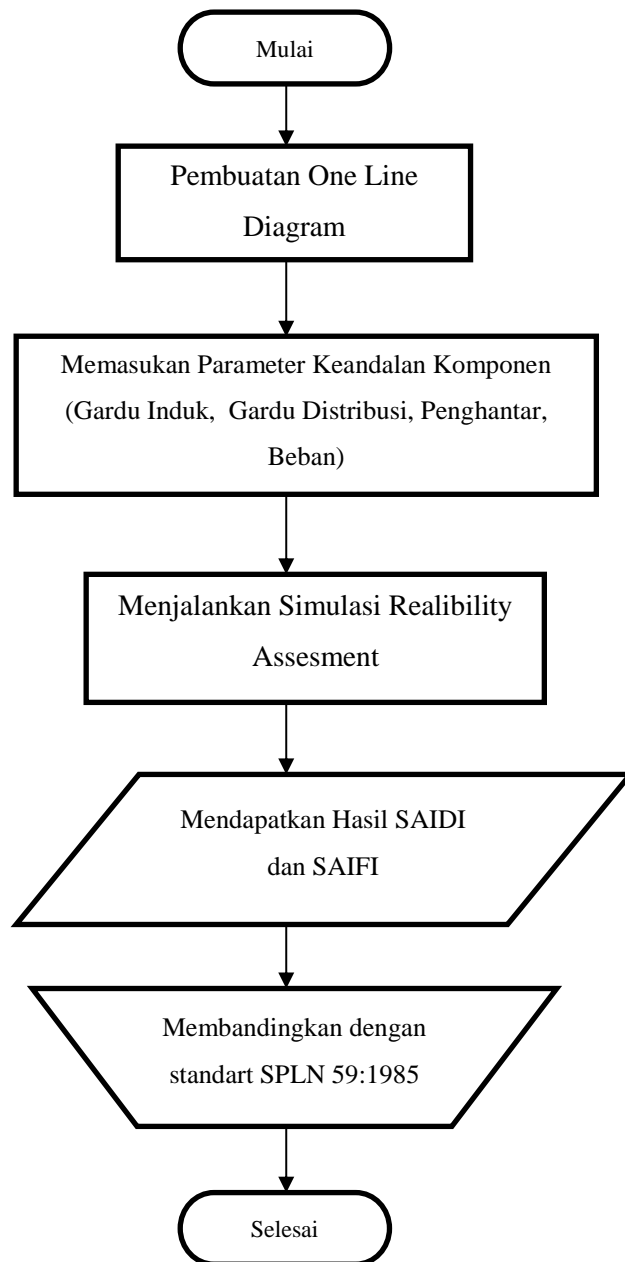 Mulai
Pembuatan One Line
Diagram
Memasukan Parameter Keandalan Komponen
(Gardu Induk, Gardu Distribusi, Penghantar,
Beban)
Menjalankan Simulasi Realibility
Assesment
Mendapatkan Hasil SAIDI
dan SAIFI
Membandingkan dengan
standart SPLN 59:1985
Selesai